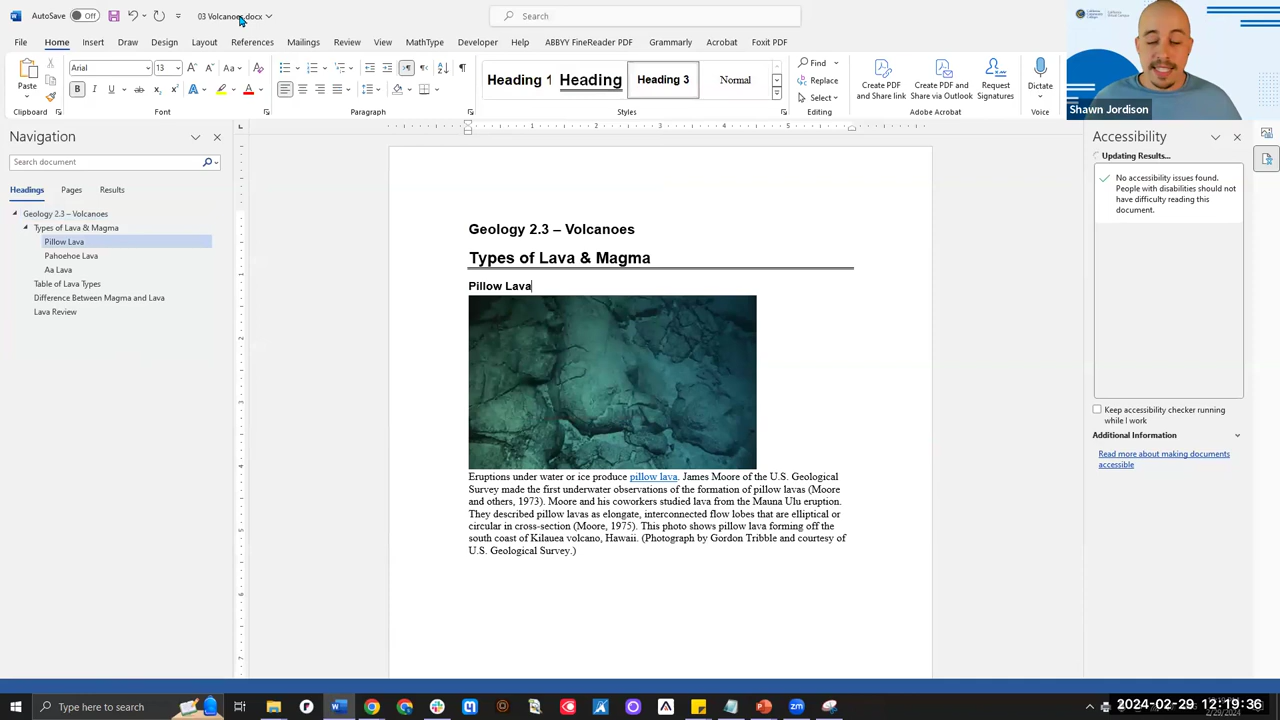 AutoSave Off 03 Volcanoes.docx Search
File Home Insert Draw Design Layout References Mailings Review View MathType Developer Help ABBYY FineReader PDF Grammarly Acrobat Foxit PDF
Paste
Clipboard
Arial 13
Font
Paragraph
Heading 1 Heading Heading 3 Normal
Styles
Find
Replace
Select
Editing
Create PDF and Share link
Create PDF and Share via Outlook
Request Signatures
Adobe Acrobat
Dictate
Voice
Shawn Jordison
Navigation
Search document
Headings Pages Results
Geology 2.3 – Volcanoes
Types of Lava & Magma
Pillow Lava
Pahoehoe Lava
Aa Lava
Table of Lava Types
Difference Between Magma and Lava
Lava Review
1 2 3 4 5
Geology 2.3 – Volcanoes
Types of Lava & Magma
Pillow Lava
Eruptions under water or ice produce pillow lava. James Moore of the U.S. Geological
Survey made the first underwater observations of the formation of pillow lavas (Moore
and others, 1973). Moore and his coworkers studied lava from the Mauna Ulu eruption.
They described pillow lavas as elongate, interconnected flow lobes that are elliptical or
circular in cross-section (Moore, 1975). This photo shows pillow lava forming off the
south coast of Kilauea volcano, Hawaii. (Photograph by Gordon Tribble and courtesy of
U.S. Geological Survey.)
Accessibility
Updating Results...
No accessibility issues found.
People with disabilities should not
have difficulty reading this
document.
Keep accessibility checker running
while I work
Additional Information
Read more about making documents
accessible
Type here to search
2024-02-29 12:19:36